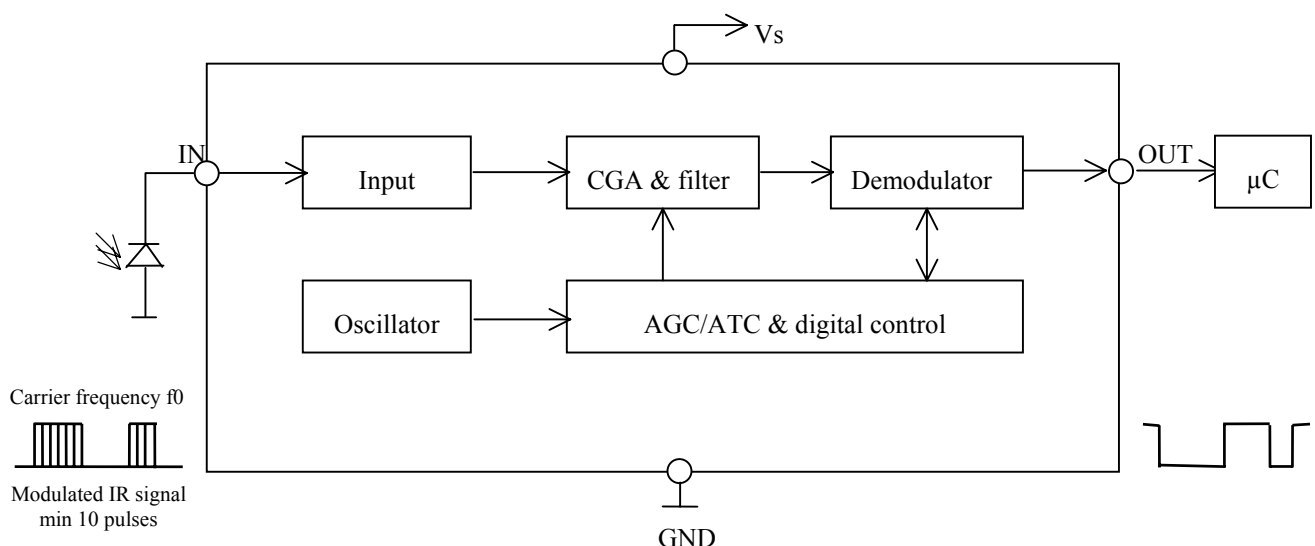 Vs
IN
OUT
Input
CGA & filter
Demodulator
µC
Oscillator
AGC/ATC & digital control
Carrier frequency f0
Modulated IR signal
min 10 pulses
GND